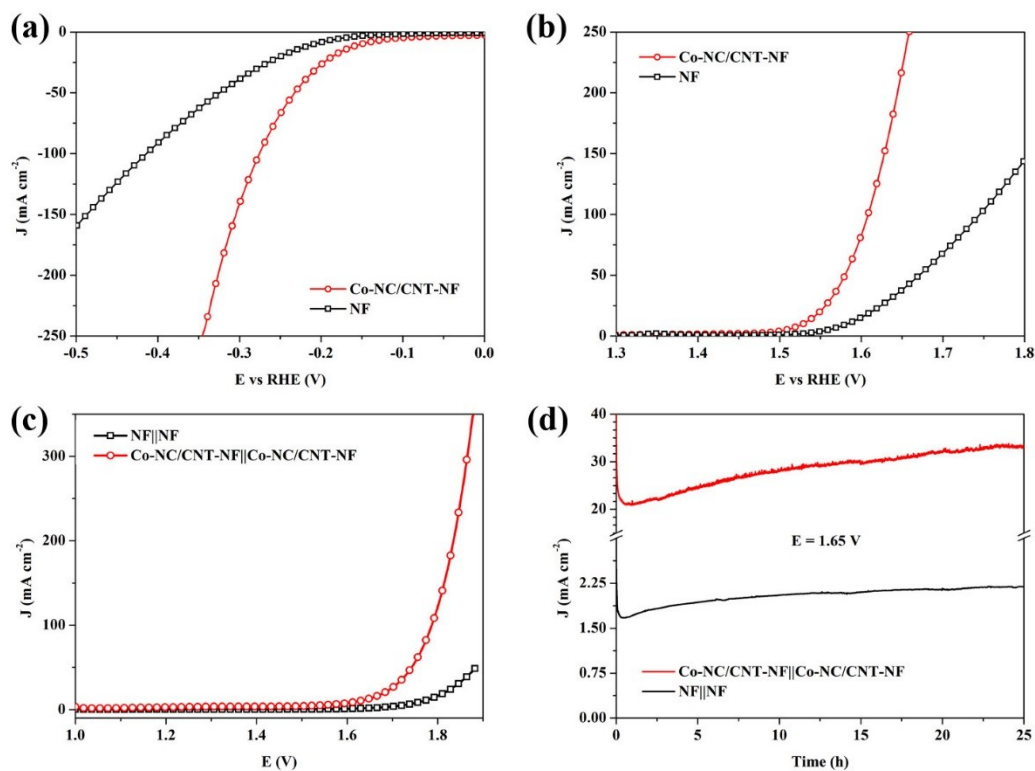 (a)
0
-50
-100
-150
-200
-250
J (mA cm-2)
Co-NC/CNT-NF
NF
-0.5 -0.4 -0.3 -0.2 -0.1 0.0
E vs RHE (V)
(b)
250
200
150
100
50
0
J (mA cm-2)
Co-NC/CNT-NF
NF
1.3 1.4 1.5 1.6 1.7 1.8
E vs RHE (V)
(c)
300
200
100
0
J (mA cm-2)
NF||NF
Co-NC/CNT-NF||Co-NC/CNT-NF
1.0 1.2 1.4 1.6 1.8
E (V)
(d)
40
30
20
2.25
1.50
0.75
0.00
J (mA cm-2)
E = 1.65 V
Co-NC/CNT-NF||Co-NC/CNT-NF
NF||NF
0 5 10 15 20 25
Time (h)